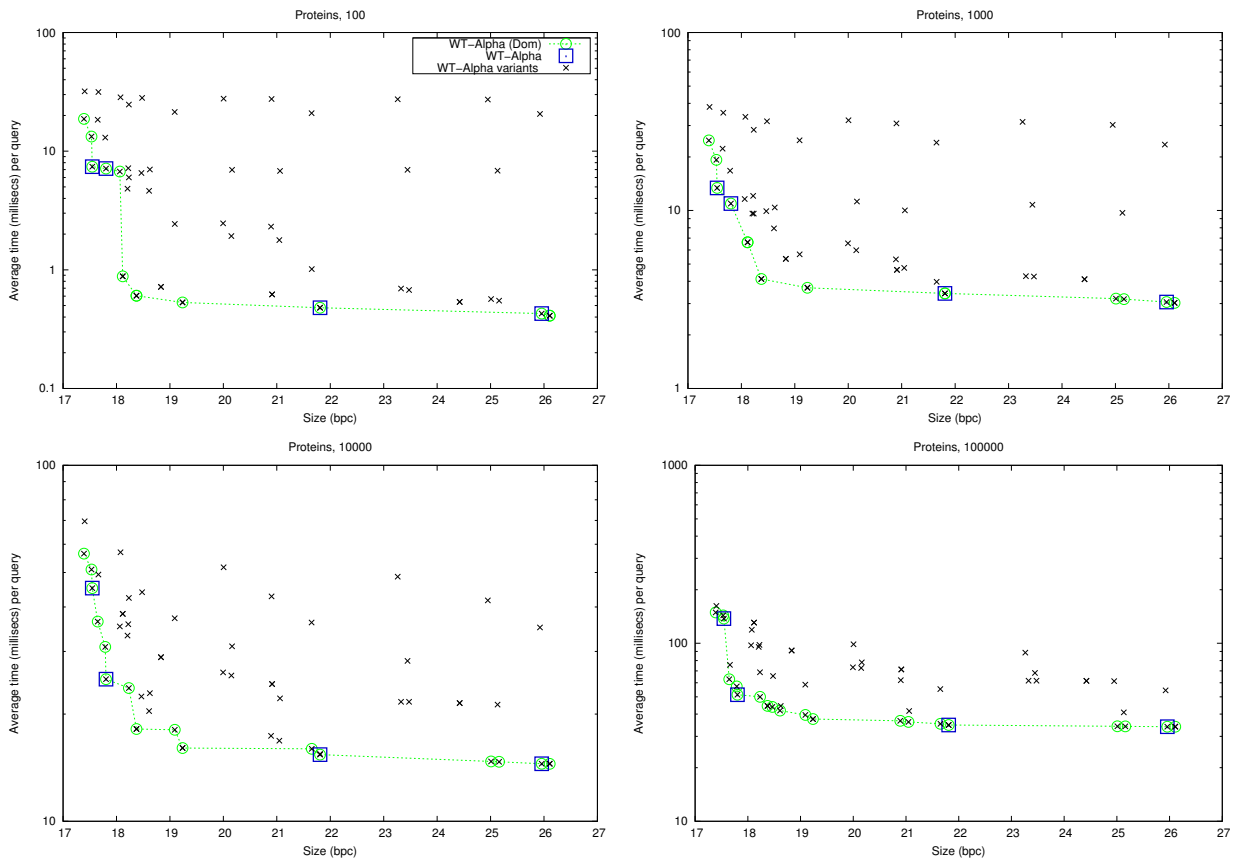 Proteins, 100
100
10
1
0.1
Average time (millisecs) per query
WT-Alpha (Dom)
WT-Alpha
WT-Alpha variants
17 18 19 20 21 22 23 24 25 26 27
Size (bpc)
Proteins, 1000
100
10
1
Average time (millisecs) per query
17 18 19 20 21 22 23 24 25 26 27
Size (bpc)
Proteins, 10000
100
10
Average time (millisecs) per query
17 18 19 20 21 22 23 24 25 26 27
Size (bpc)
Proteins, 100000
1000
100
10
Average time (millisecs) per query
17 18 19 20 21 22 23 24 25 26 27
Size (bpc)